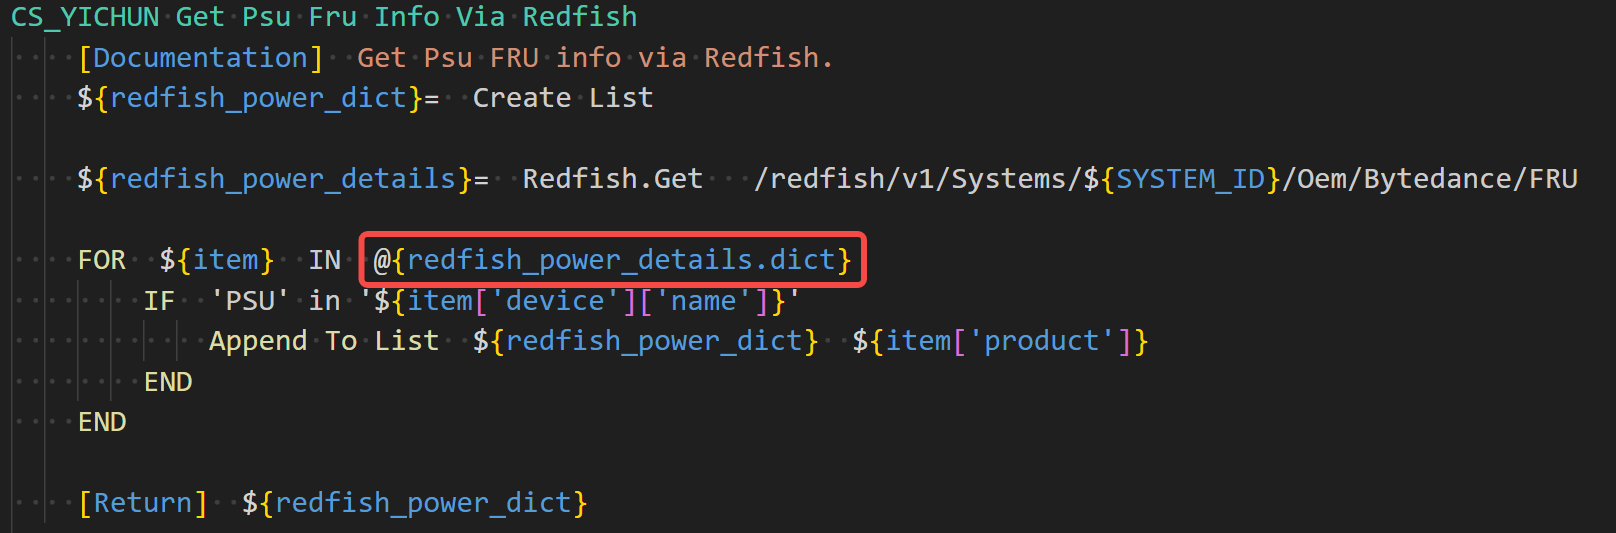 CS_YICHUN Get Psu Fru Info Via Redfish
[Documentation]  Get Psu FRU info via Redfish.
${redfish_power_dict}=  Create List
${redfish_power_details}=  Redfish.Get   /redfish/v1/Systems/${SYSTEM_ID}/Oem/Bytedance/FRU
FOR  ${item}  IN  @{redfish_power_details.dict}
IF  'PSU' in '${item['device']['name']}'
Append To List  ${redfish_power_dict}  ${item['product']}
END
END
[Return]  ${redfish_power_dict}